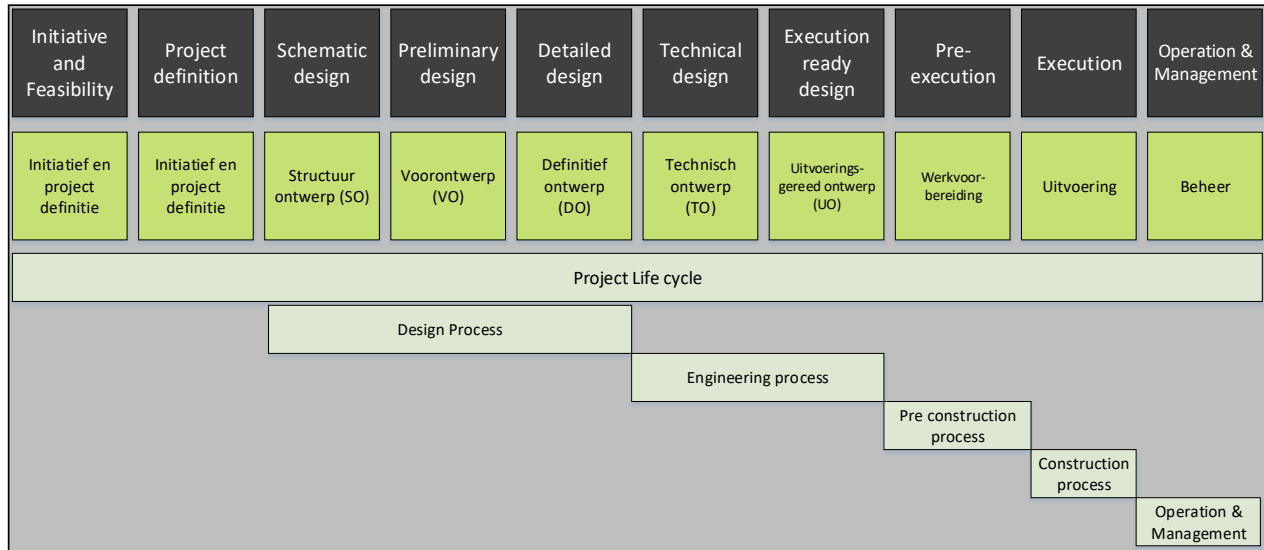 Initiative
and
Feasibility
Project
definition
Schematic
design
Preliminary
design
Detailed
design
Technical
design
Execution
ready
design
Pre-
execution
Execution
Operation &
Management
Initiatief en
project
definitie
Initiatief en
project
definitie
Structuur
ontwerp (SO)
Voorontwerp
(VO)
Definitief
ontwerp
(DO)
Technisch
ontwerp
(TO)
Uitvoerings-
gereed ontwerp
(UO)
Werkvoor-
bereiding
Uitvoering
Beheer
Project Life cycle
Design Process
Engineering process
Pre construction
process
Construction
process
Operation &
Management